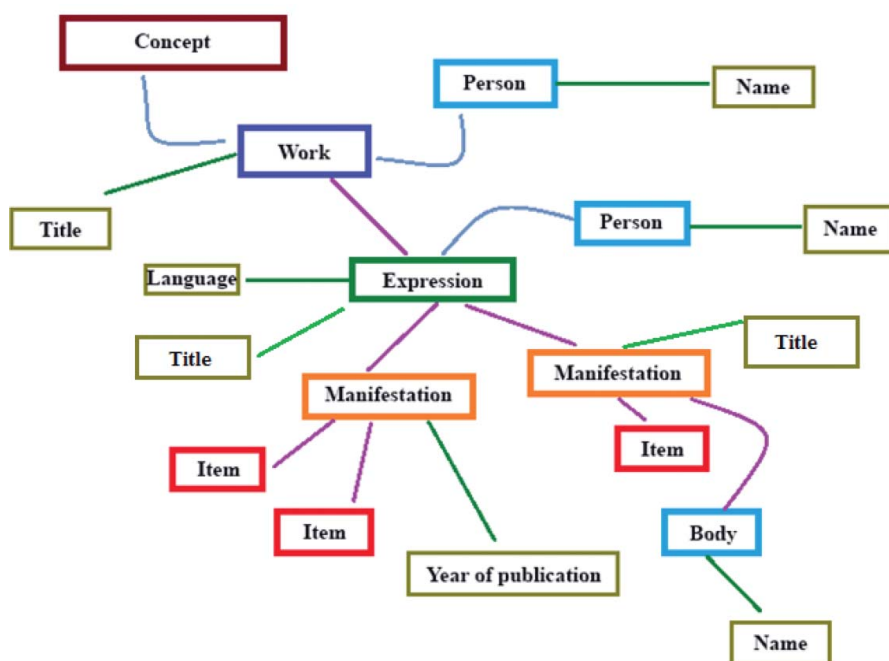 Concept
Person
Name
Work
Title
Person
Name
Language
Expression
Title
Title
Manifestation
Manifestation
Item
Item
Item
Body
Year of publication
Name